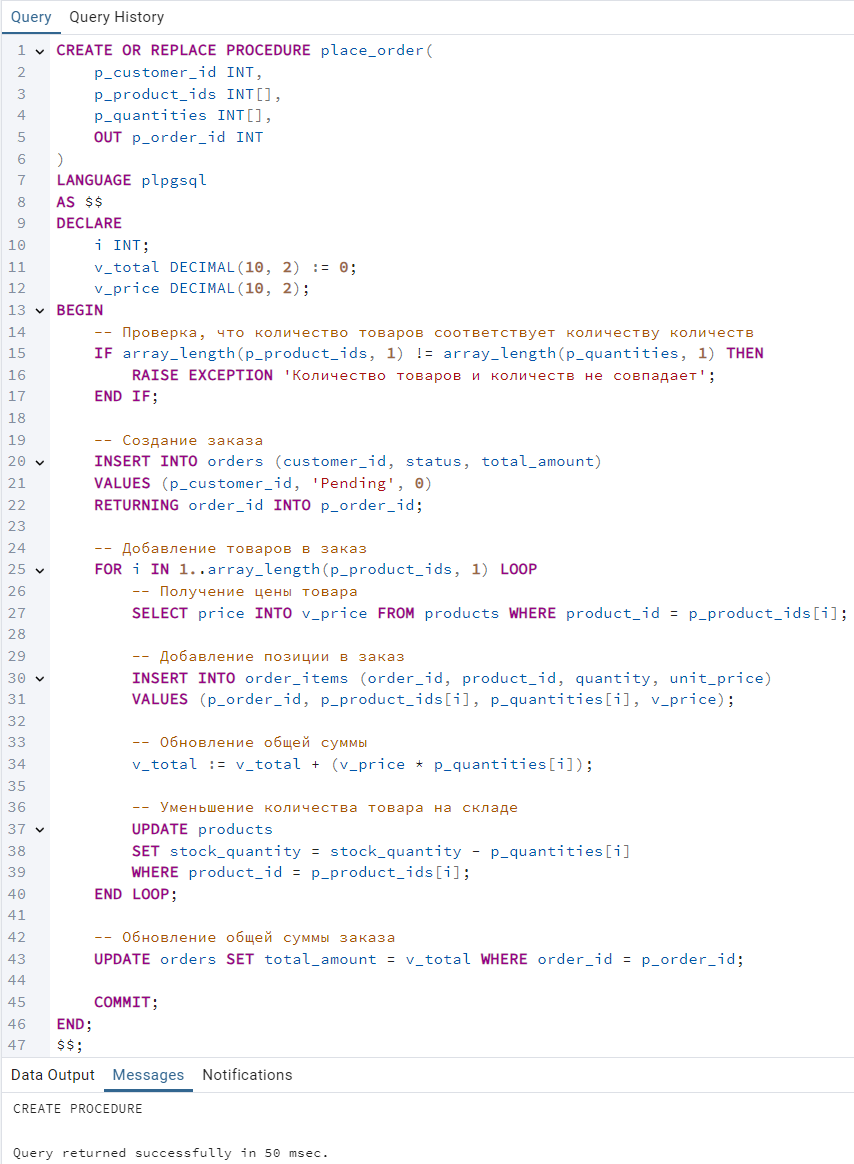 Query Query History
1 CREATE OR REPLACE PROCEDURE place_order(
2     p_customer_id INT,
3     p_product_ids INT[],
4     p_quantities INT[],
5     OUT p_order_id INT
6 )
7 LANGUAGE plpgsql
8 AS $$
9 DECLARE
10     i INT;
11     v_total DECIMAL(10, 2) := 0;
12     v_price DECIMAL(10, 2);
13 BEGIN
14     -- Проверка, что количество товаров соответствует количеству количеств
15     IF array_length(p_product_ids, 1) != array_length(p_quantities, 1) THEN
16         RAISE EXCEPTION 'Количество товаров и количеств не совпадает';
17     END IF;
18
19     -- Создание заказа
20     INSERT INTO orders (customer_id, status, total_amount)
21     VALUES (p_customer_id, 'Pending', 0)
22     RETURNING order_id INTO p_order_id;
23
24     -- Добавление товаров в заказ
25     FOR i IN 1..array_length(p_product_ids, 1) LOOP
26         -- Получение цены товара
27         SELECT price INTO v_price FROM products WHERE product_id = p_product_ids[i];
28
29         -- Добавление позиции в заказ
30         INSERT INTO order_items (order_id, product_id, quantity, unit_price)
31         VALUES (p_order_id, p_product_ids[i], p_quantities[i], v_price);
32
33         -- Обновление общей суммы
34         v_total := v_total + (v_price * p_quantities[i]);
35
36         -- Уменьшение количества товара на складе
37         UPDATE products
38         SET stock_quantity = stock_quantity - p_quantities[i]
39         WHERE product_id = p_product_ids[i];
40     END LOOP;
41
42     -- Обновление общей суммы заказа
43     UPDATE orders SET total_amount = v_total WHERE order_id = p_order_id;
44
45     COMMIT;
46 END;
47 $$;
Data Output Messages Notifications
CREATE PROCEDURE
Query returned successfully in 50 msec.